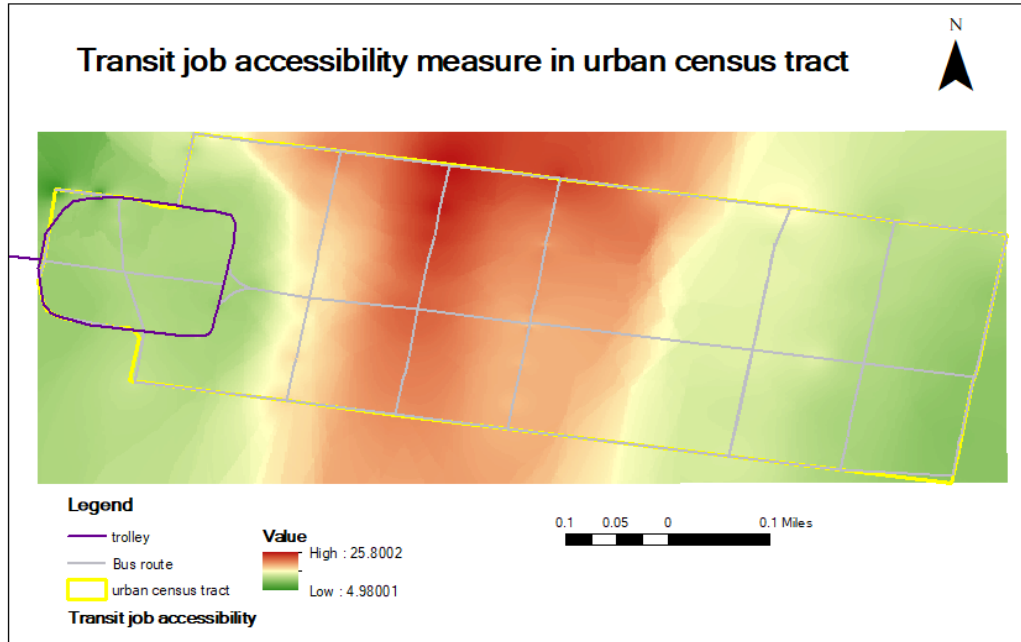 N
Transit job accessibility measure in urban census tract
Legend
trolley
Bus route
urban census tract
Transit job accessibility
Value
High : 25.8002
Low : 4.98001
0.1 0.05 0 0.1 Miles